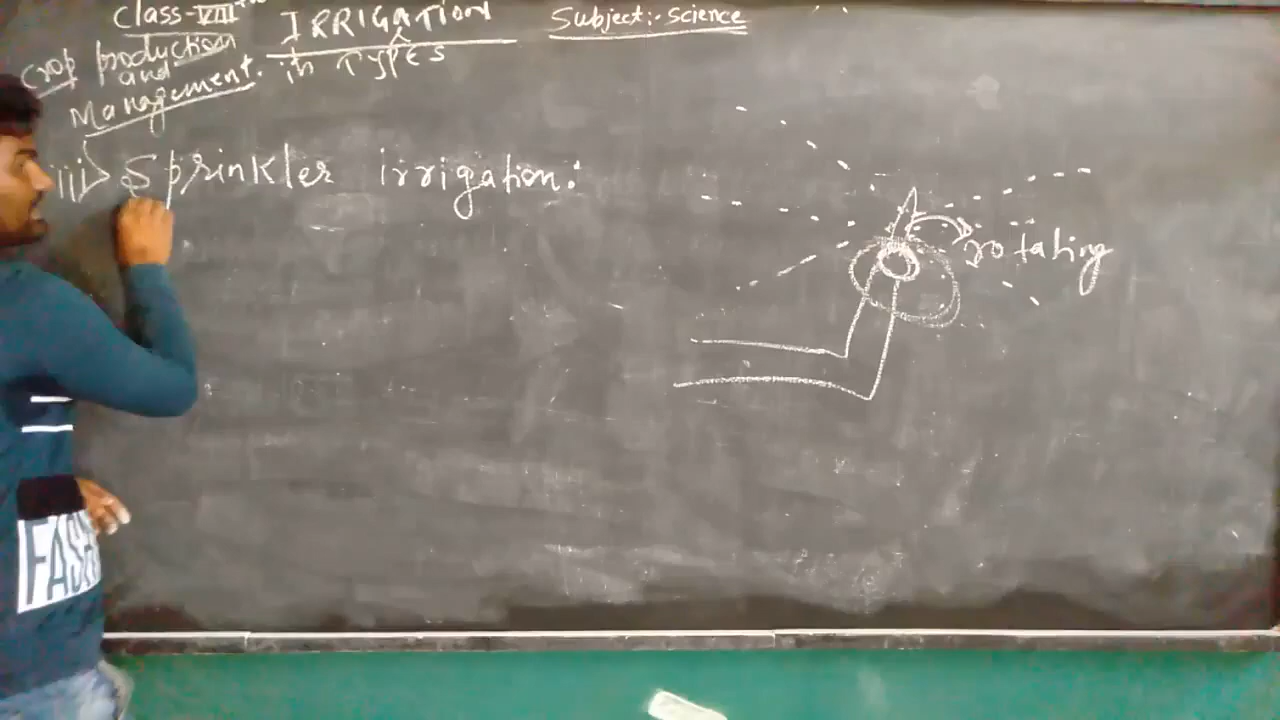 Class-VIII
IRRIGATION
Subject:- Science
Crop production
and
Management.
in TYPES
iii> Sprinkler irrigation:
rotating
FASH